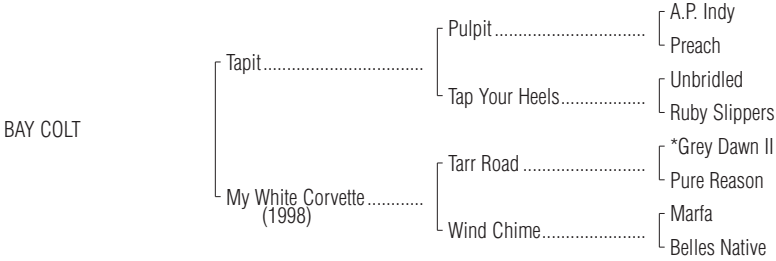 A.P. Indy
Pulpit................................
Preach
Tapit..................................
Unbridled
Tap Your Heels..................
Ruby Slippers
BAY COLT
*Grey Dawn II
Tarr Road ..........................
Pure Reason
My White Corvette............
(1998)
Marfa
Wind Chime......................
Belles Native